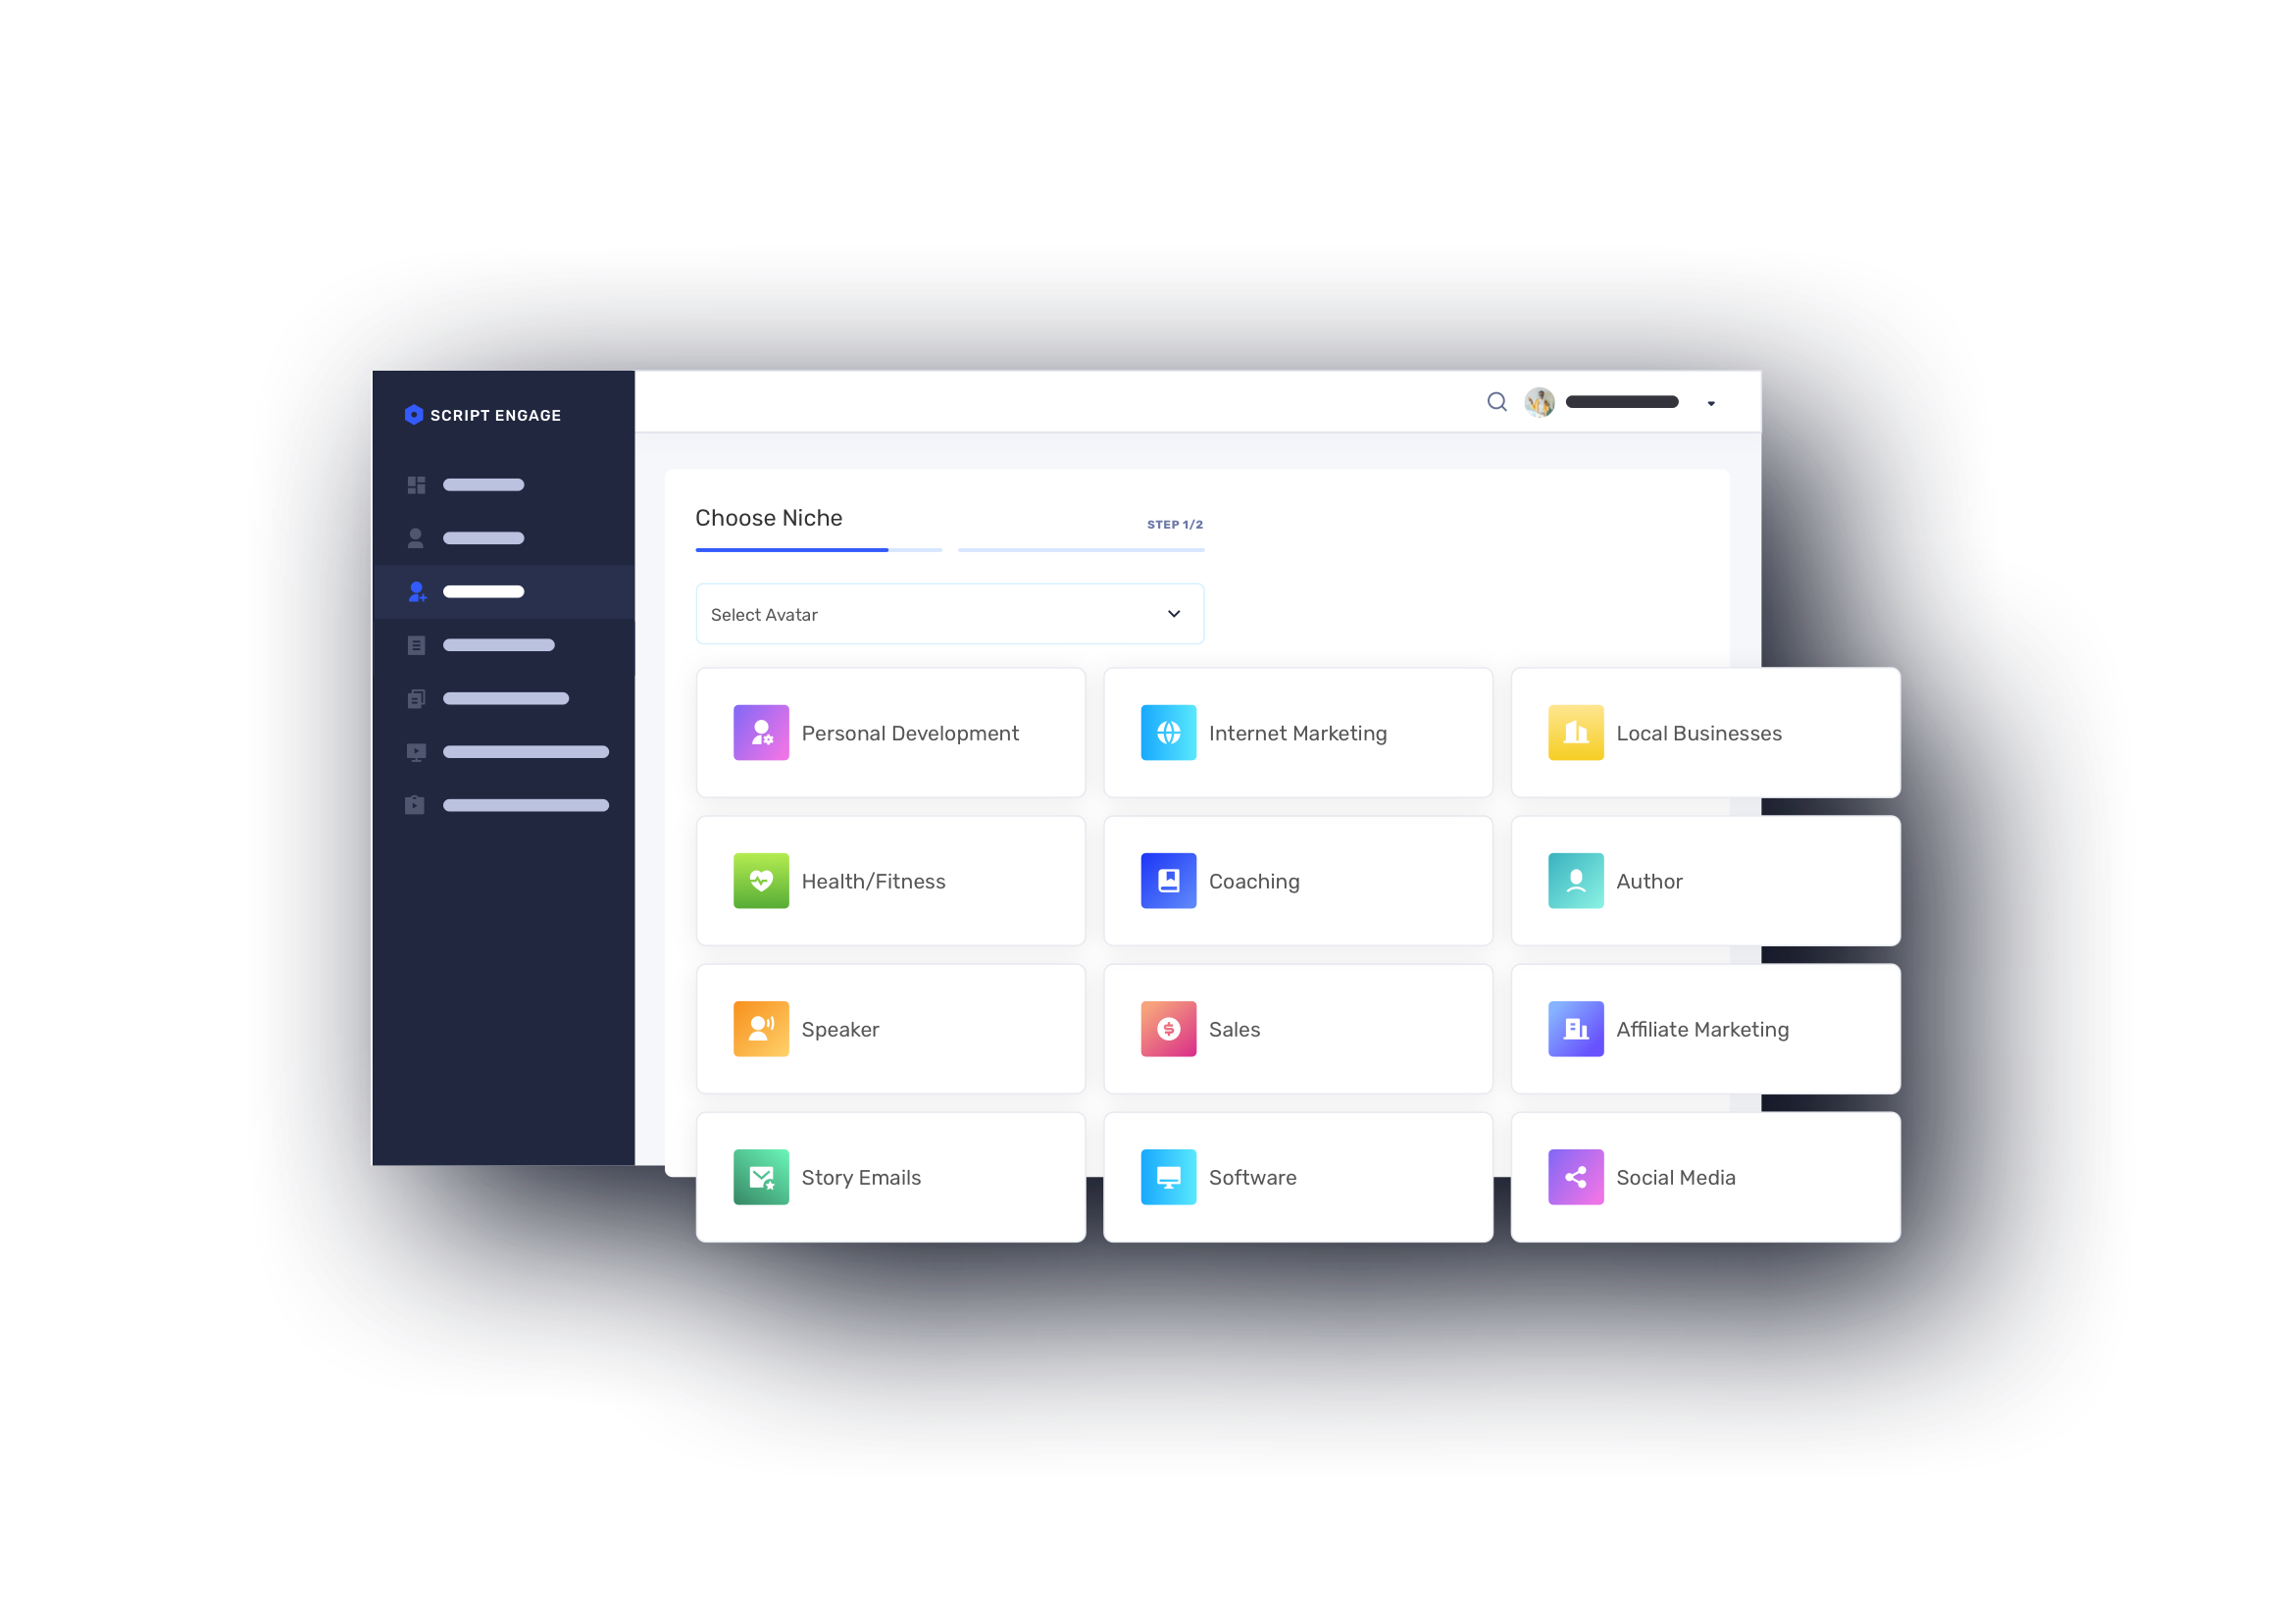 SCRIPT ENGAGE
Choose Niche
STEP 1/2
Select Avatar
Personal Development
Internet Marketing
Local Businesses
Health/Fitness
Coaching
Author
Speaker
Sales
Affiliate Marketing
Story Emails
Software
Social Media